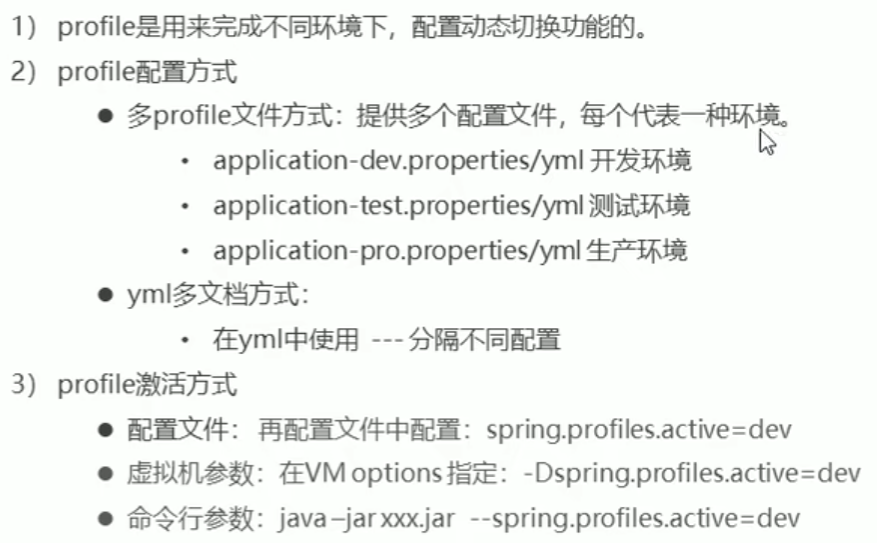 1） profile是用来完成不同环境下，配置动态切换功能的。
2） profile配置方式
● 多profile文件方式：提供多个配置文件，每个代表一种环境。
• application-dev.properties/yml 开发环境
• application-test.properties/yml 测试环境
• application-pro.properties/yml 生产环境
● yml多文档方式：
• 在yml中使用 --- 分隔不同配置
3） profile激活方式
● 配置文件： 再配置文件中配置：spring.profiles.active=dev
● 虚拟机参数：在VM options 指定：-Dspring.profiles.active=dev
● 命令行参数：java –jar xxx.jar --spring.profiles.active=dev